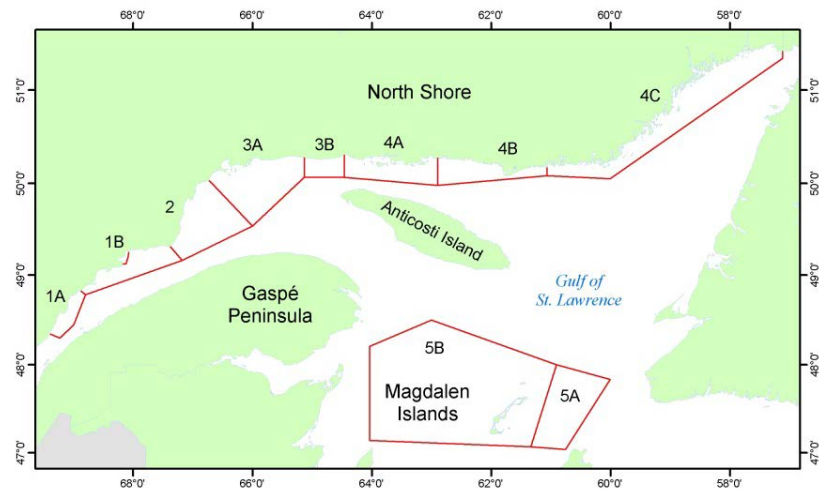 68°0' 66°0' 64°0' 62°0' 60°0' 58°0'
51°0'
51°0'
North Shore
4C
3A 3B 4A 4B
50°0'
50°0'
2
Anticosti Island
1B
49°0'
49°0'
1A
Gaspé
Peninsula
Gulf of
St. Lawrence
5B
48°0'
48°0'
Magdalen
Islands
5A
47°0'
47°0'
68°0' 66°0' 64°0' 62°0' 60°0' 58°0'